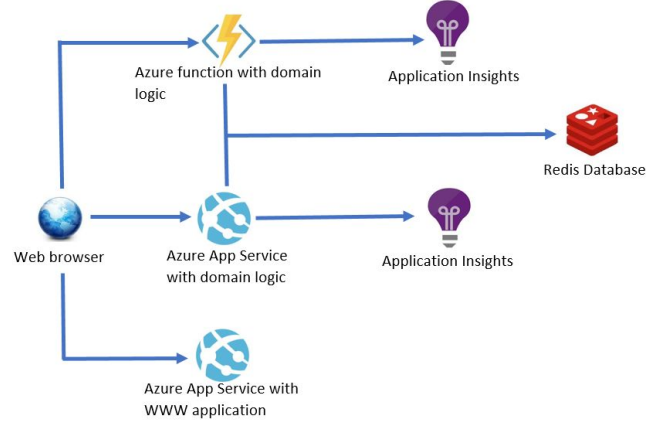 Azure function with domain
logic
Application Insights
Redis Database
Web browser
Azure App Service
with domain logic
Application Insights
Azure App Service with
WWW application